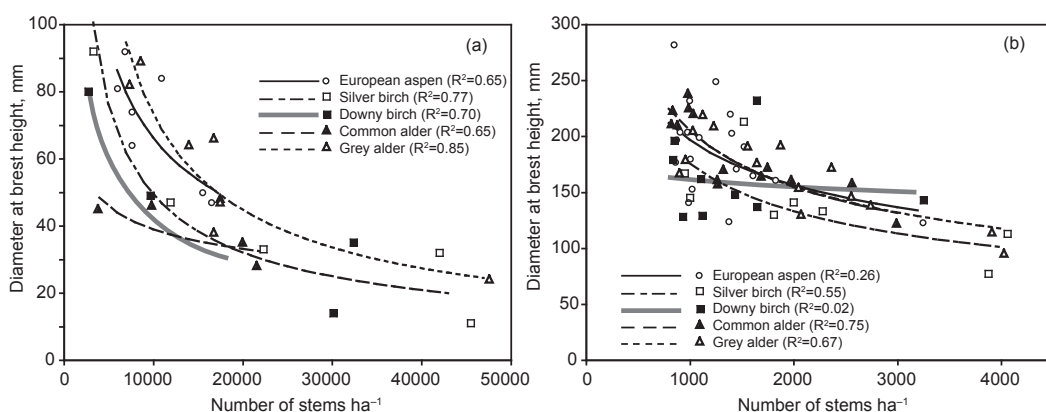 (a)
Diameter at brest height, mm
100
80
60
40
20
0
European aspen (R²=0.65)
Silver birch (R²=0.77)
Downy birch (R²=0.70)
Common alder (R²=0.65)
Grey alder (R²=0.85)
0 10000 20000 30000 40000 50000
Number of stems ha⁻¹
(b)
Diameter at brest height, mm
300
250
200
150
100
50
0
European aspen (R²=0.26)
Silver birch (R²=0.55)
Downy birch (R²=0.02)
Common alder (R²=0.75)
Grey alder (R²=0.67)
0 1000 2000 3000 4000
Number of stems ha⁻¹